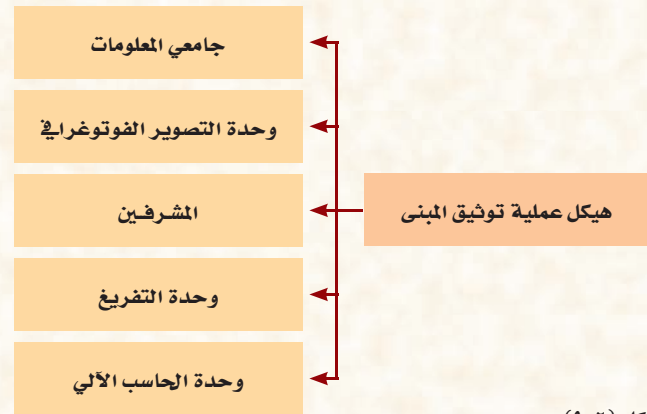 هيكل عملية توثيق المبنى
جامعي المعلومات
وحدة التصوير الفوتوغرافي
المشرفين
وحدة التفريغ
وحدة الحاسب الآلي